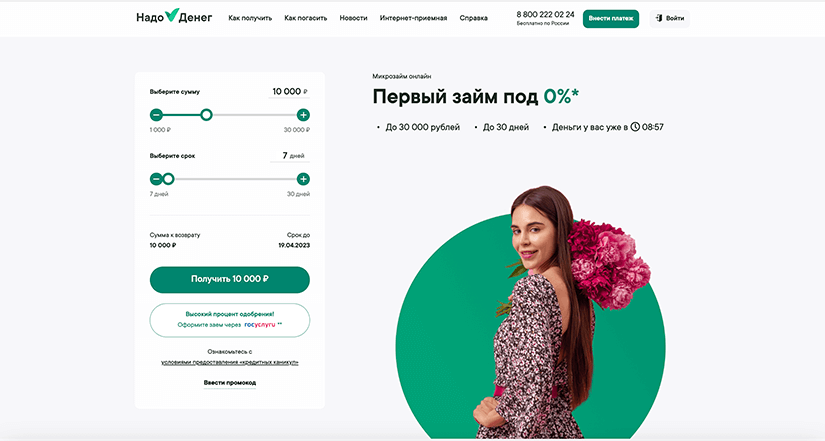 Надо Денег
Как получить
Как погасить
Новости
Интернет-приемная
Справка
8 800 222 02 24
Бесплатно по России
Внести платеж
Войти
Выберите сумму
10 000 ₽
1 000 ₽
30 000 ₽
Выберите срок
7 дней
7 дней
30 дней
Сумма к возврату
10 000 ₽
Срок до
19.04.2023
Получить 10 000 ₽
Высокий процент одобрения!
Оформите заем через госуслуги **
Ознакомьтесь с
условиями предоставления «кредитных каникул»
Ввести промокод
Микрозайм онлайн
Первый займ под 0%*
• До 30 000 рублей
• До 30 дней
• Деньги у вас уже в 08:57